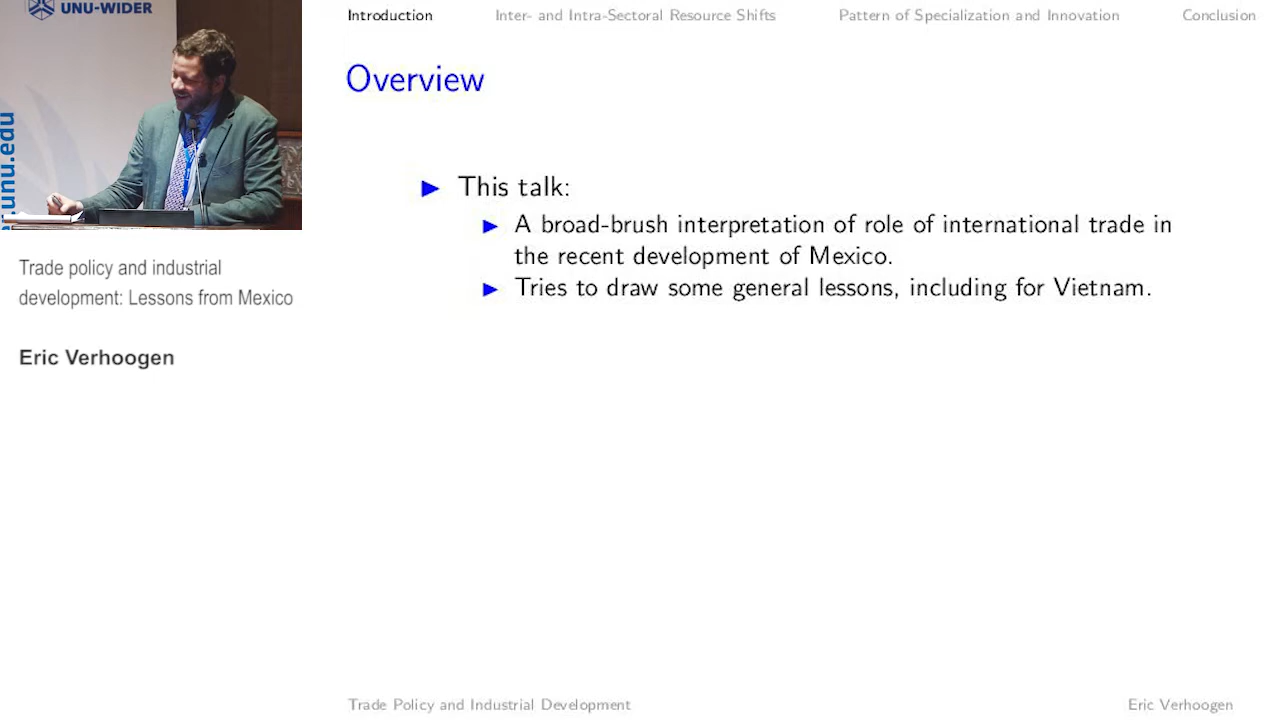 UNU-WIDER
unu.edu
Trade policy and industrial
development: Lessons from Mexico
Eric Verhoogen
Introduction
Inter- and Intra-Sectoral Resource Shifts
Pattern of Specialization and Innovation
Conclusion
Overview
This talk:
A broad-brush interpretation of role of international trade in
the recent development of Mexico.
Tries to draw some general lessons, including for Vietnam.
Trade Policy and Industrial Development
Eric Verhoogen